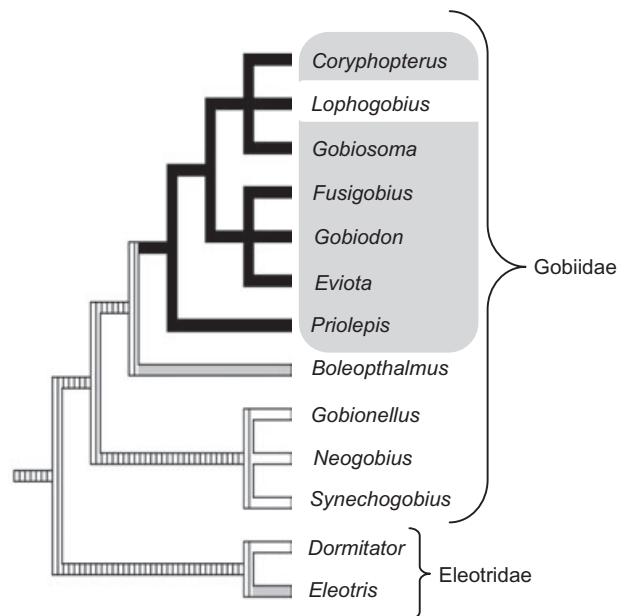 Coryphopterus
Lophogobius
Gobiosoma
Fusigobius
Gobiodon
Eviota
Priolepis
Boleopthalmus
Gobionellus
Neogobius
Synechogobius
Dormitator
Eleotris
Gobiidae
Eleotridae